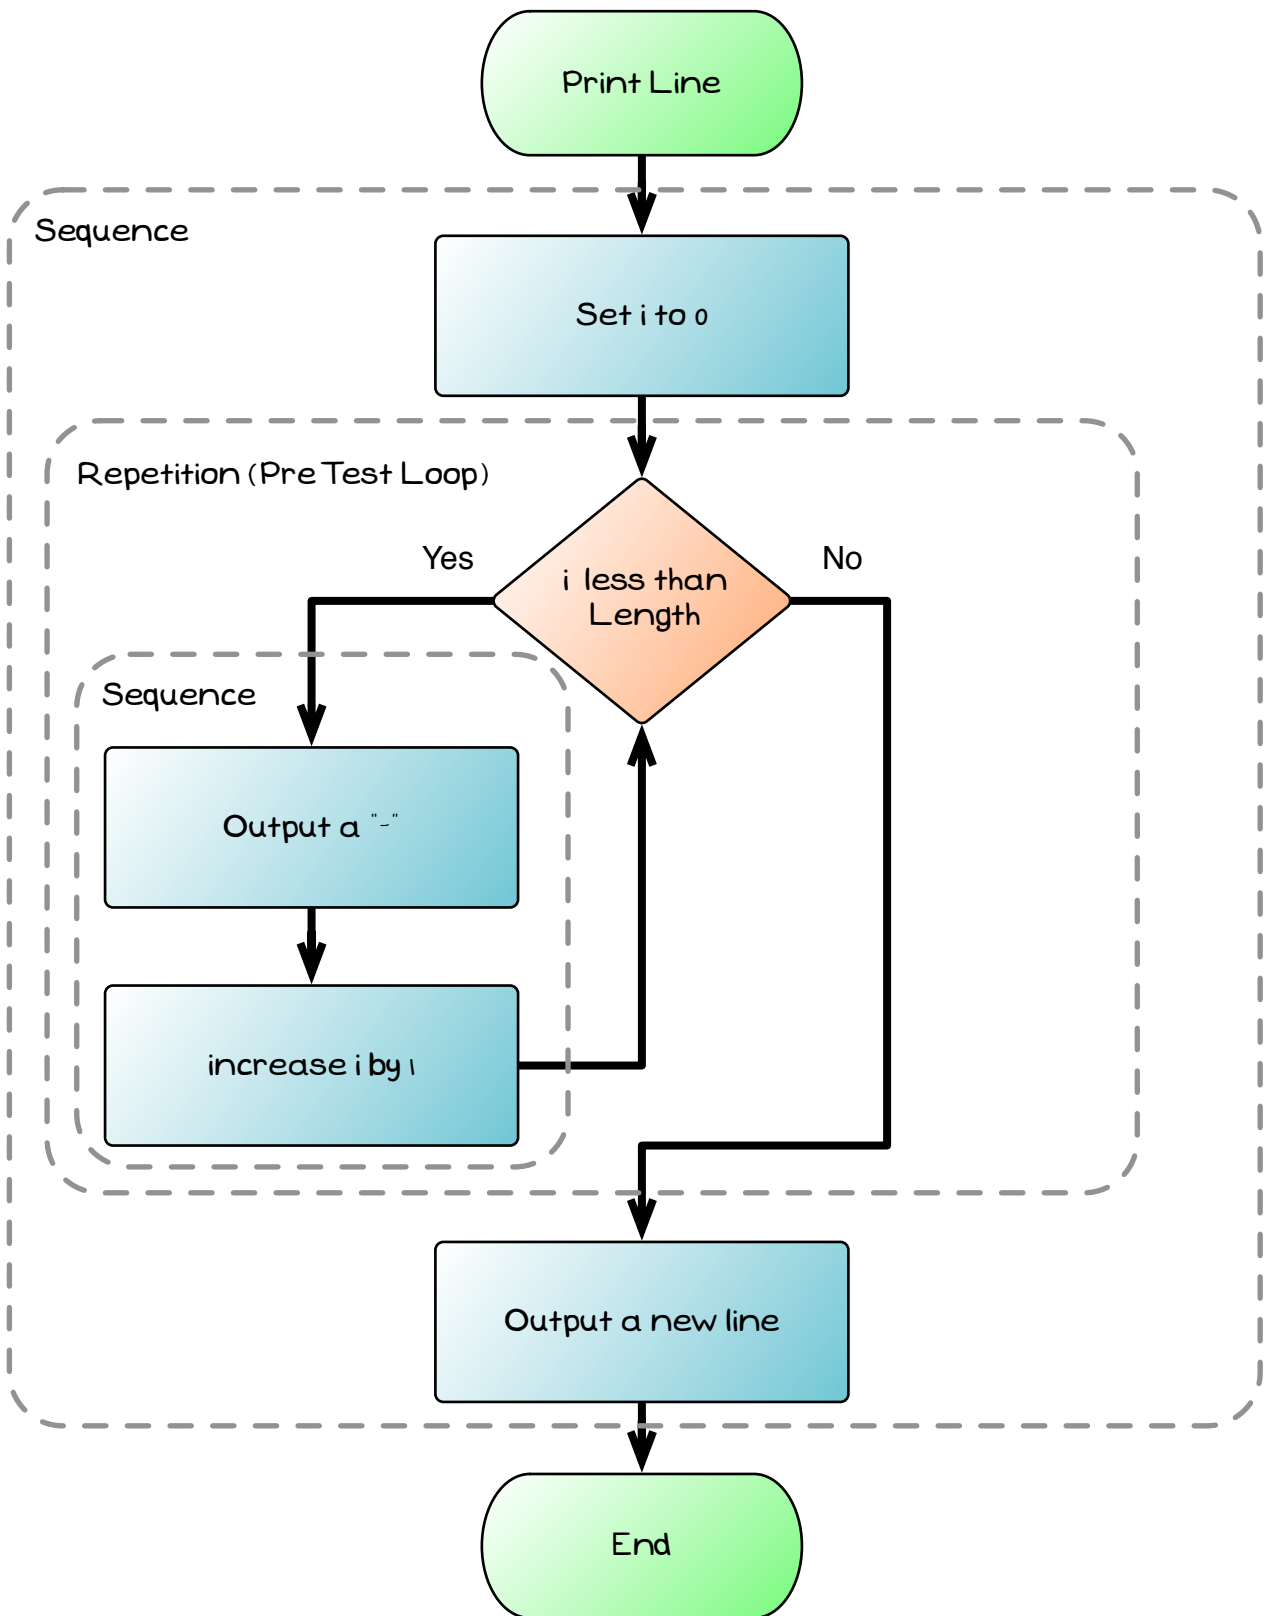 Print Line
Sequence
Set i to 0
Repetition (Pre Test Loop)
Yes
No
i less than
Length
Sequence
Output a "-"
increase i by 1
Output a new line
End